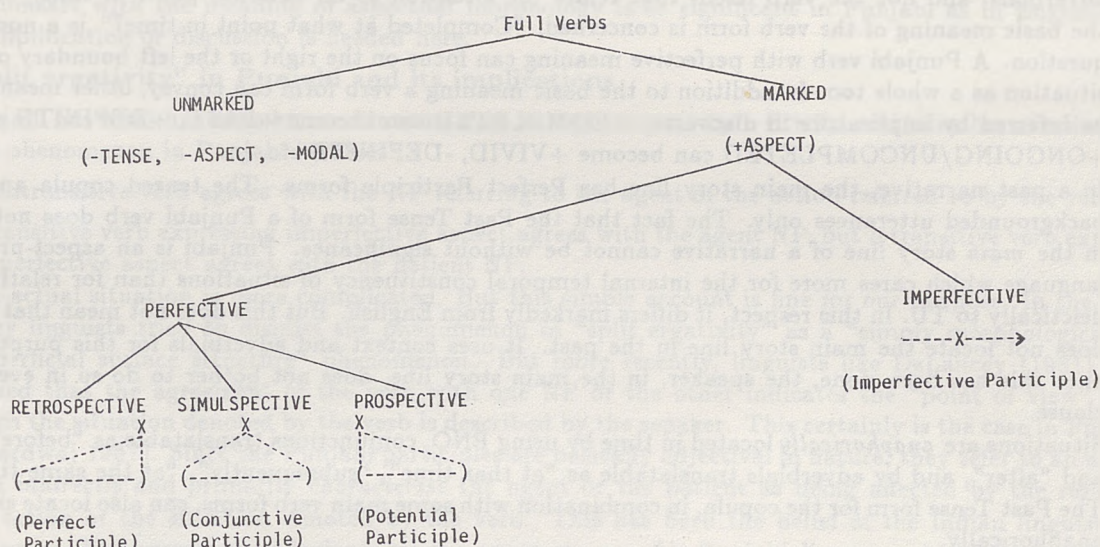 Full Verbs
UNMARKED
MARKED
(-TENSE, -ASPECT, -MODAL)
(+ASPECT)
PERFECTIVE
IMPERFECTIVE
----X--->
(Imperfective Participle)
RETROSPECTIVE SIMULSPECTIVE PROSPECTIVE
X X X
(Perfect Participle)
(Conjunctive Participle)
(Potential Participle)